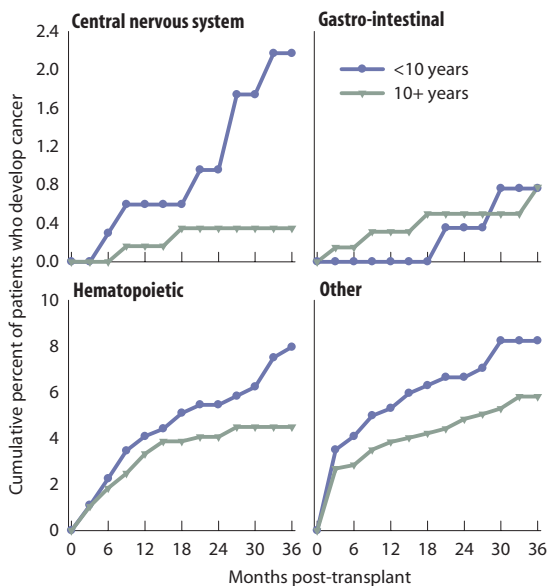 Central nervous system
Gastro-intestinal
2.4
2.0
1.6
1.2
0.8
0.4
0.0
<10 years
10+ years
Hematopoietic
Other
10
8
6
4
2
0
0 6 12 18 24 30 36
0 6 12 18 24 30 36
Cumulative percent of patients who develop cancer
Months post-transplant